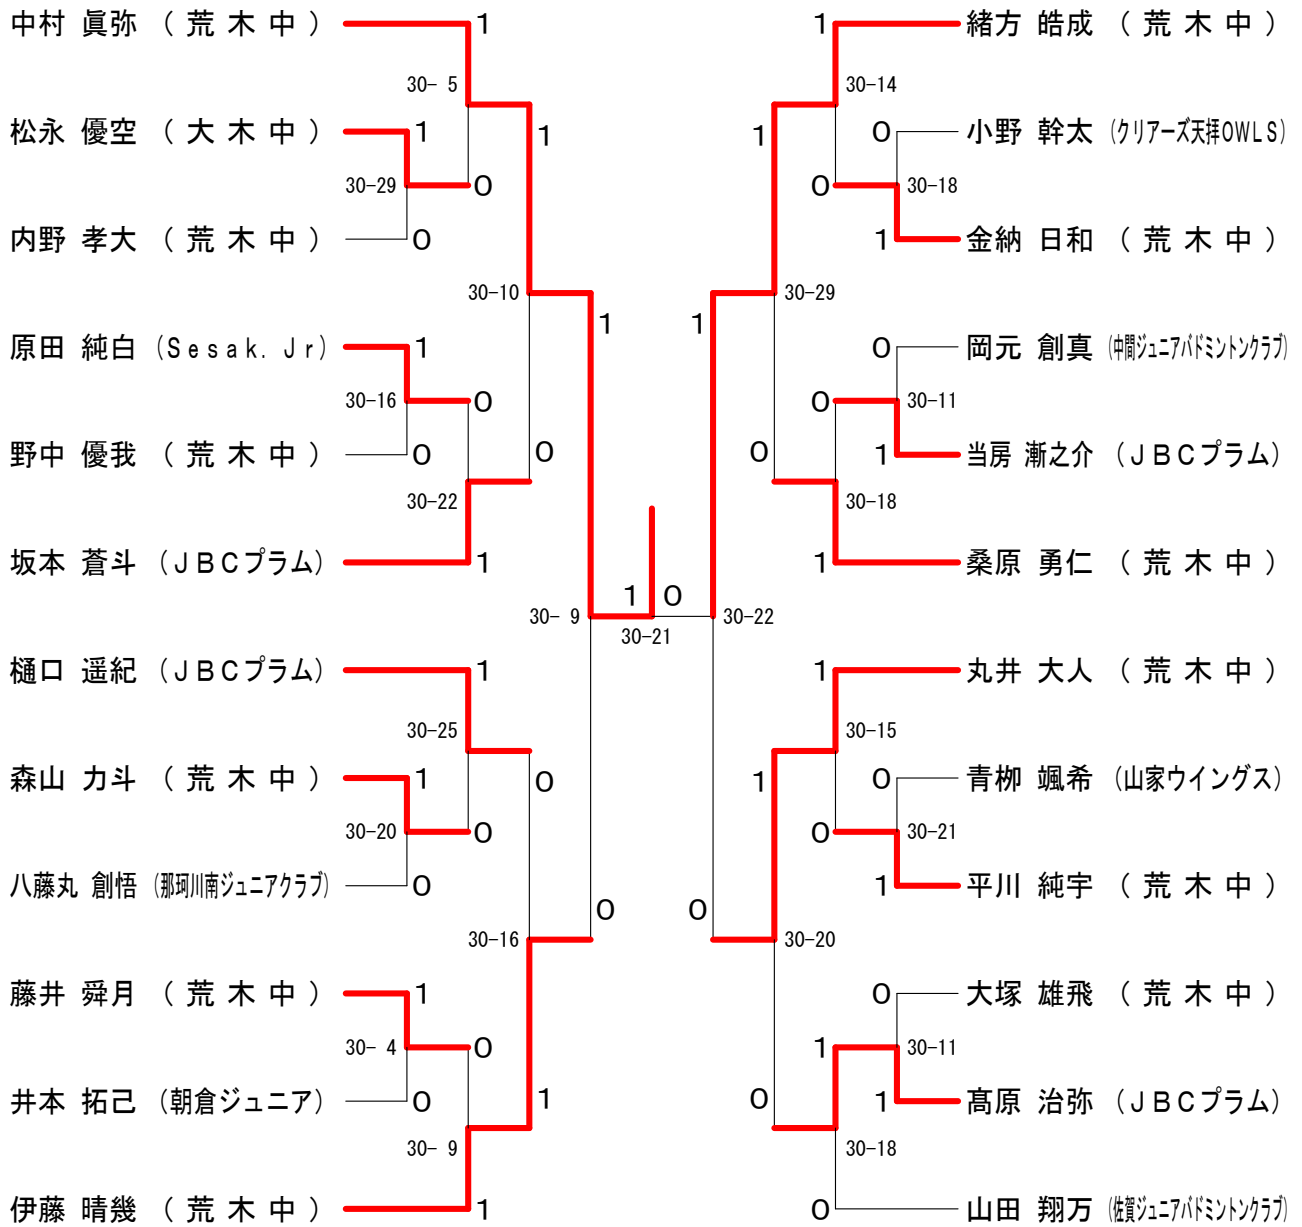 中村 眞弥 （ 荒 木 中 ） 1 1 緒方 皓成 （ 荒 木 中 ）
30- 5 30-14
松永 優空 （ 大 木 中 ） 1 1 1 0 小野 幹太 （クリアーズ天拝OWLS）
30-29 0 0 30-18
内野 孝大 （ 荒 木 中 ） 0 1 金納 日和 （ 荒 木 中 ）
30-10 30-29
1 1
原田 純白 （Sesak. Jr） 1 0 岡元 創真 （中間ジュニアバドミントンクラブ）
30-16 0 0 30-11
野中 優我 （ 荒 木 中 ） 0 0 0 1 当房 漸之介 （ＪＢＣプラム）
30-22 30-18
坂本 蒼斗 （ＪＢＣプラム） 1 1 桑原 勇仁 （ 荒 木 中 ）
1 0
30- 9 30-22
30-21
樋口 遥紀 （ＪＢＣプラム） 1 1 丸井 大人 （ 荒 木 中 ）
30-25 30-15
森山 力斗 （ 荒 木 中 ） 1 0 1 0 青栁 颯希 （山家ウイングス）
30-20 0 0 30-21
八藤丸 創悟 （那珂川南ジュニアクラブ） 0 1 平川 純宇 （ 荒 木 中 ）
0 0
30-16 30-20
藤井 舜月 （ 荒 木 中 ） 1 0 大塚 雄飛 （ 荒 木 中 ）
30- 4 0 1 30-11
井本 拓己 （朝倉ジュニア） 0 1 0 1 髙原 治弥 （ＪＢＣプラム）
30- 9 30-18
伊藤 晴幾 （ 荒 木 中 ） 1 0 山田 翔万 （佐賀ジュニアバドミントンクラブ）